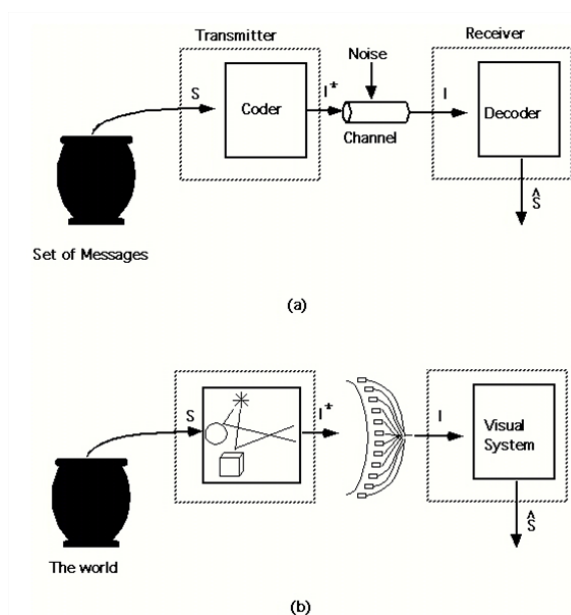 Transmitter
Receiver
Noise
S
Coder
I*
Channel
I
Decoder
Ŝ
Set of Messages
(a)
S
I*
I
Visual
System
Ŝ
The world
(b)